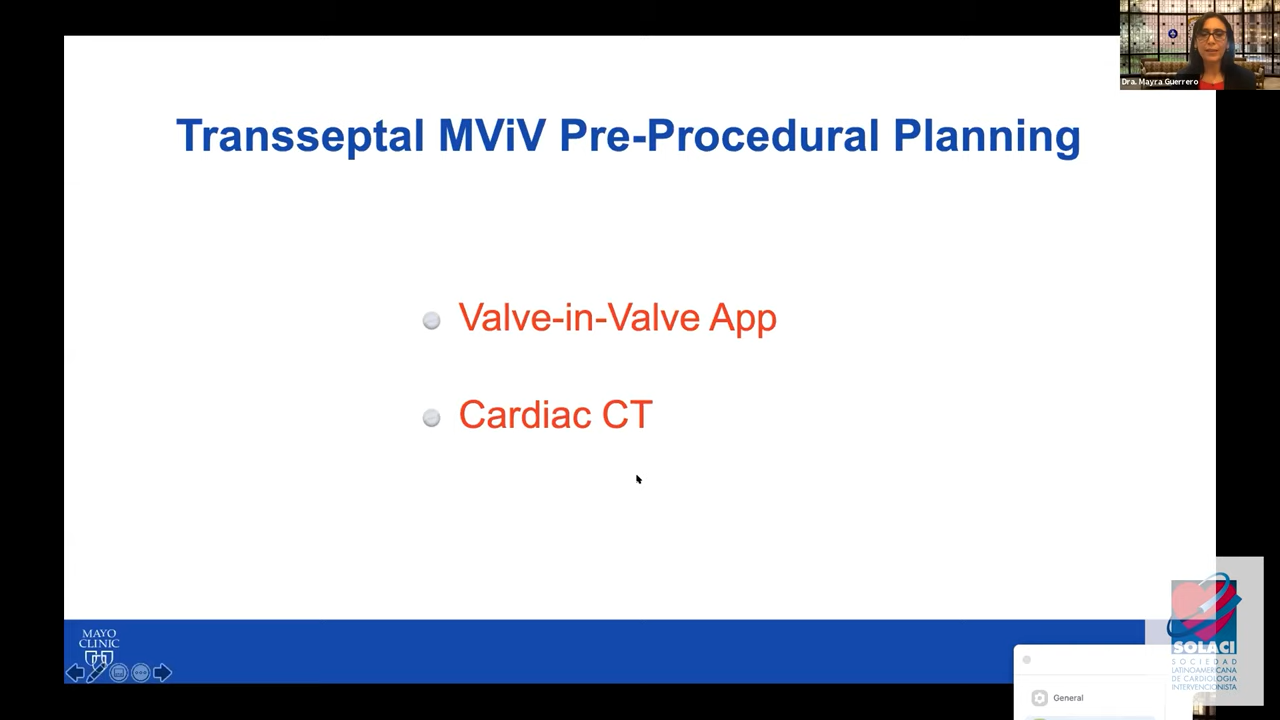 Dra. Mayra Guerrero
Transseptal MViV Pre-Procedural Planning
Valve-in-Valve App
Cardiac CT
MAYO
CLINIC
General
SOLACI
SOCIEDAD
LATINOAMERICANA
DE CARDIOLOGIA
INTERVENCIONISTA